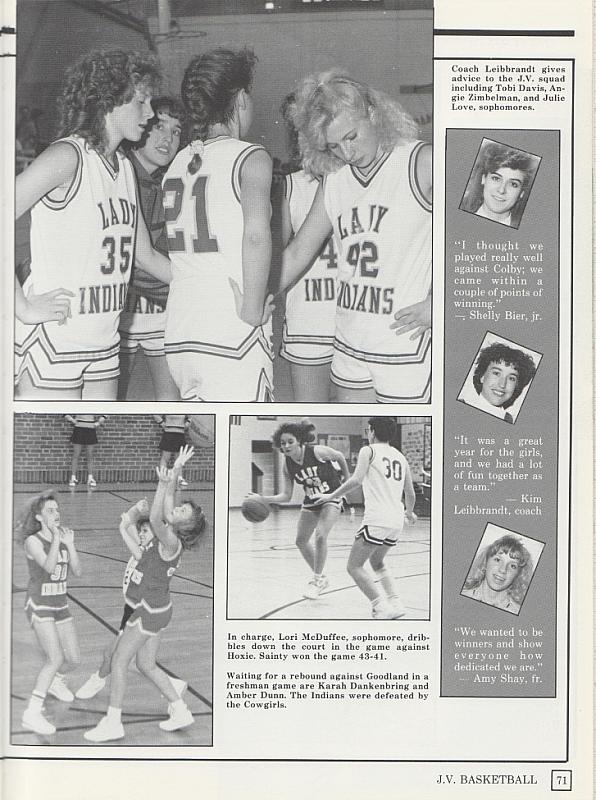 Coach Leibbrandt gives
advice to the J.V. squad
including Tobi Davis, An-
gie Zimbelman, and Julie
Love, sophomores.
LADY
35
INDIANS
21
LADY
42
INDIANS
"I thought we
played really well
against Colby; we
came within a
couple of points of
winning."
— Shelly Bier, jr.
"It was a great
year for the girls,
and we had a lot
of fun together as
a team."
— Kim
Leibbrandt, coach
"We wanted to be
winners and show
everyone how
dedicated we are."
— Amy Shay, fr.
30
In charge, Lori McDuffee, sophomore, drib-
bles down the court in the game against
Hoxie. Sainty won the game 43-41.
Waiting for a rebound against Goodland in a
freshman game are Karah Dankenbring and
Amber Dunn. The Indians were defeated by
the Cowgirls.
J.V. BASKETBALL 71